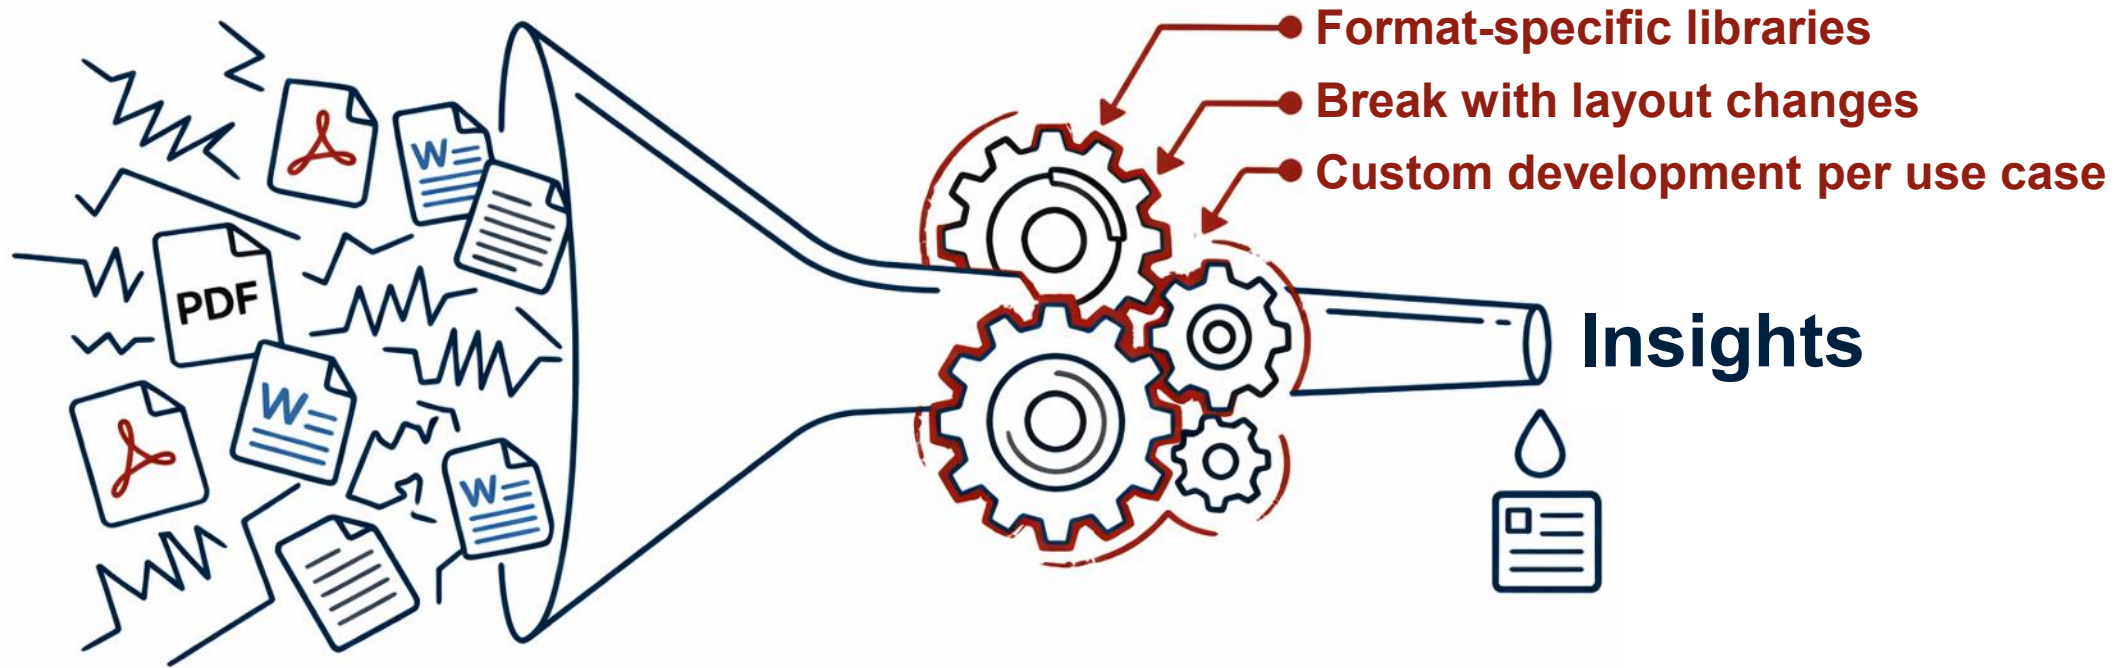 Format-specific libraries
Break with layout changes
Custom development per use case
W
PDF
Insights
W
W